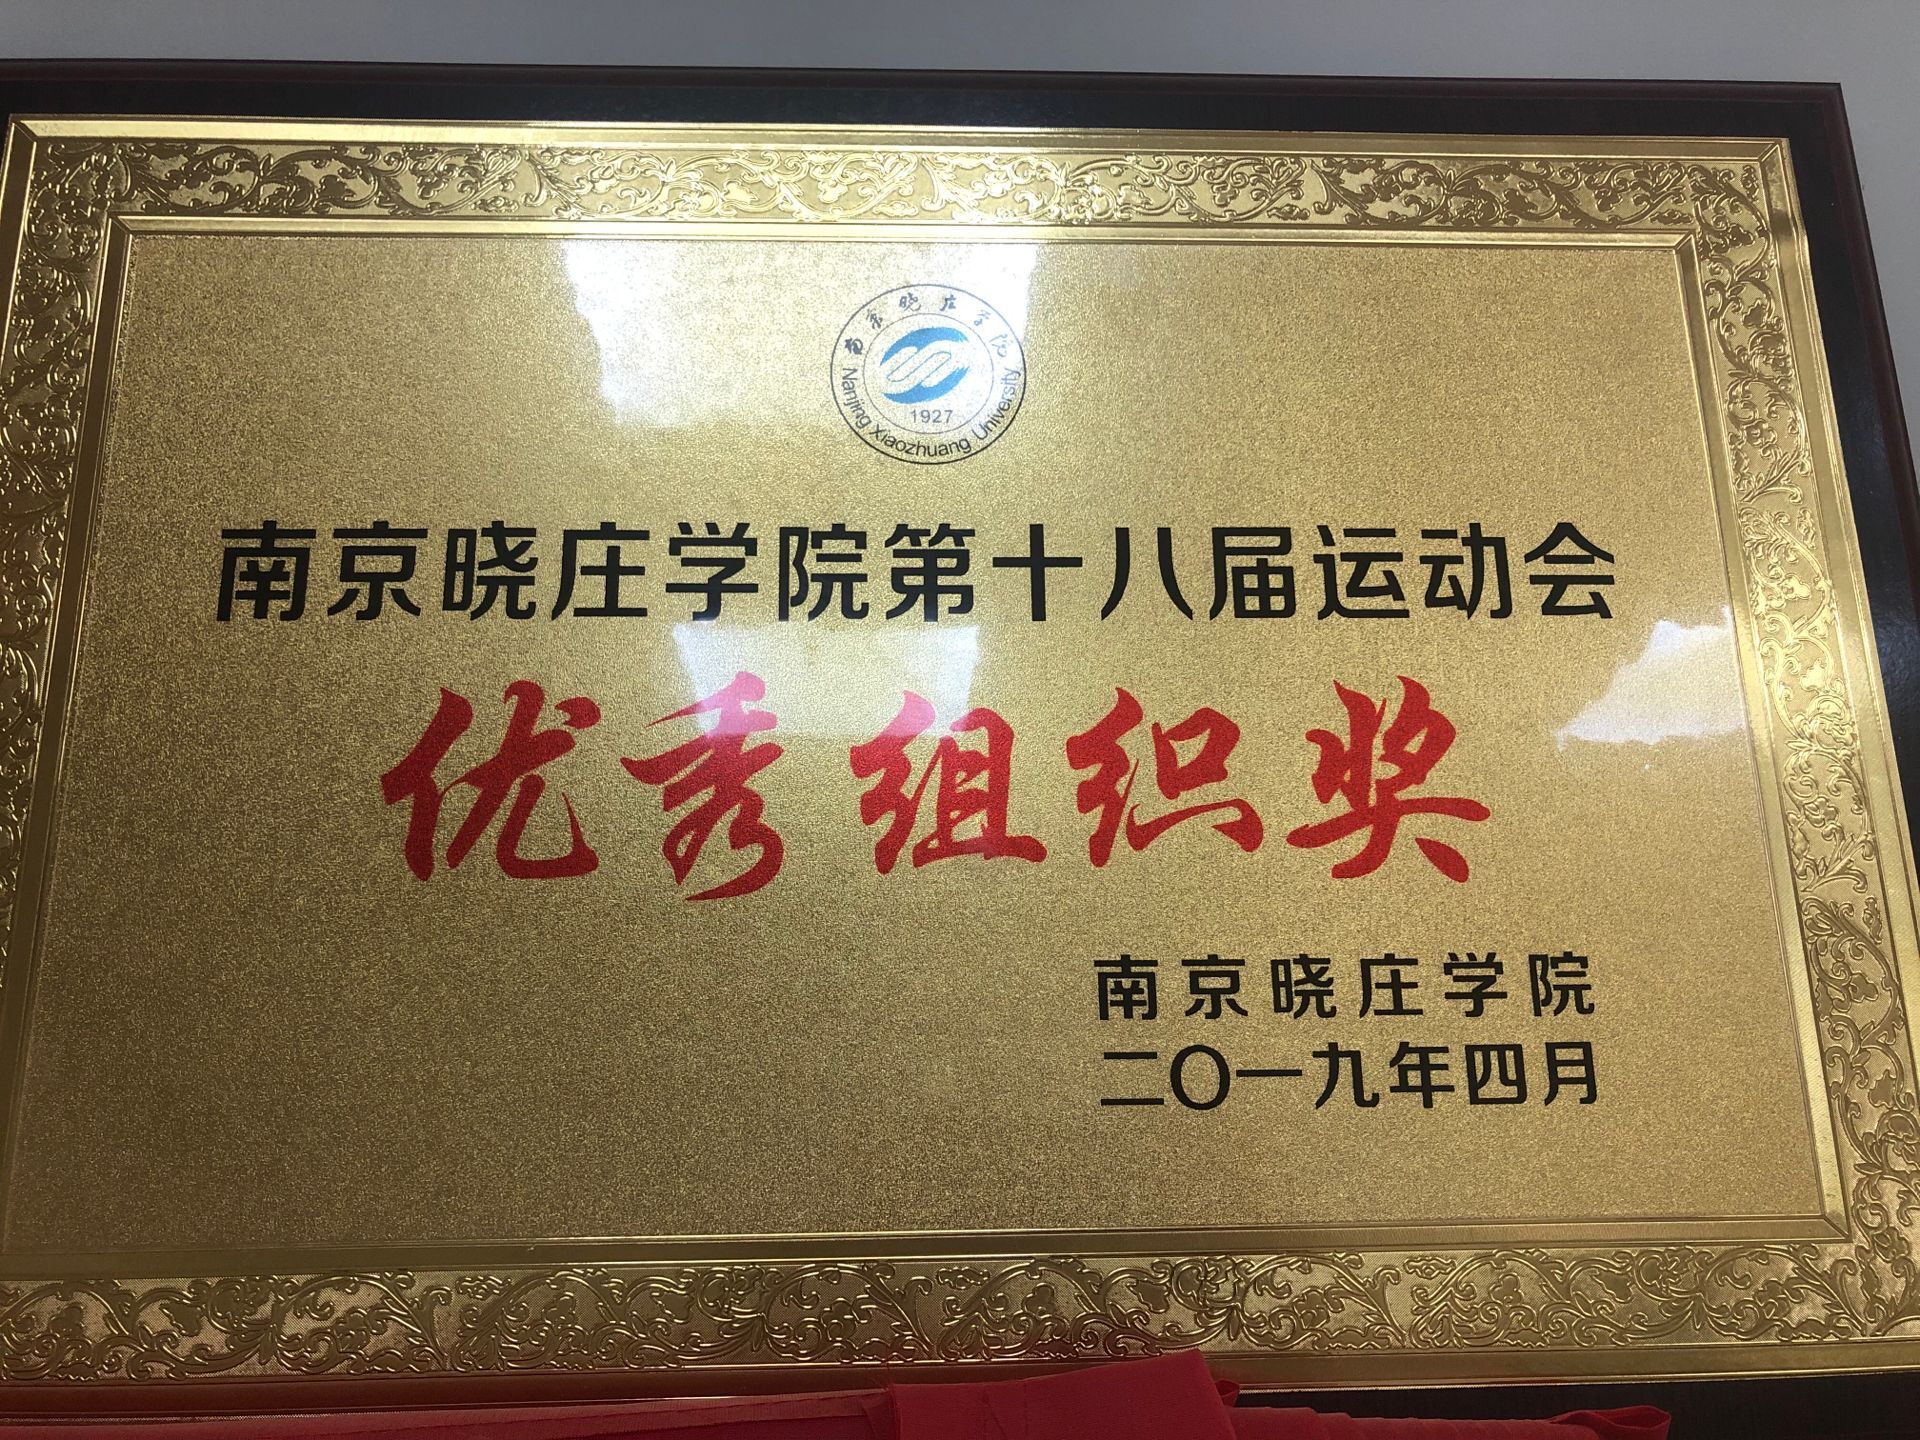 南京晓庄学院
1927
Nanjing Xiaozhuang University
南京晓庄学院第十八届运动会
优秀组织奖
南京晓庄学院
二〇一九年四月